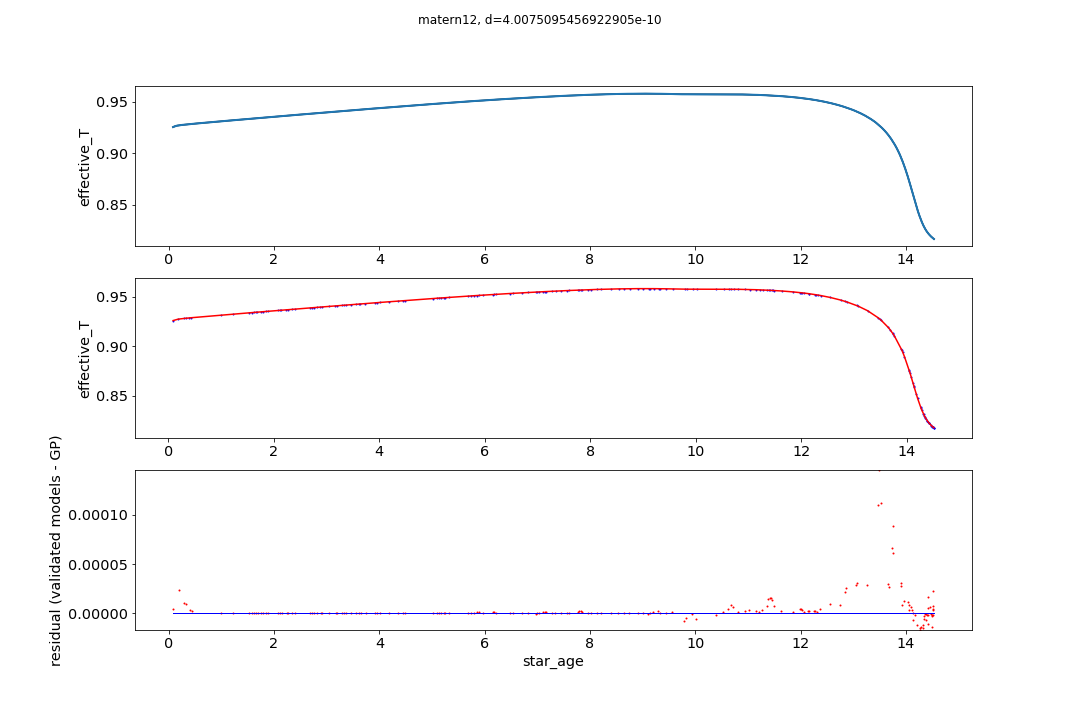 matern12, d=4.0075095456922905e-10
effective_T
0.95
0.90
0.85
0 2 4 6 8 10 12 14
effective_T
0.95
0.90
0.85
0 2 4 6 8 10 12 14
residual (validated models - GP)
0.00010
0.00005
0.00000
0 2 4 6 8 10 12 14
star_age